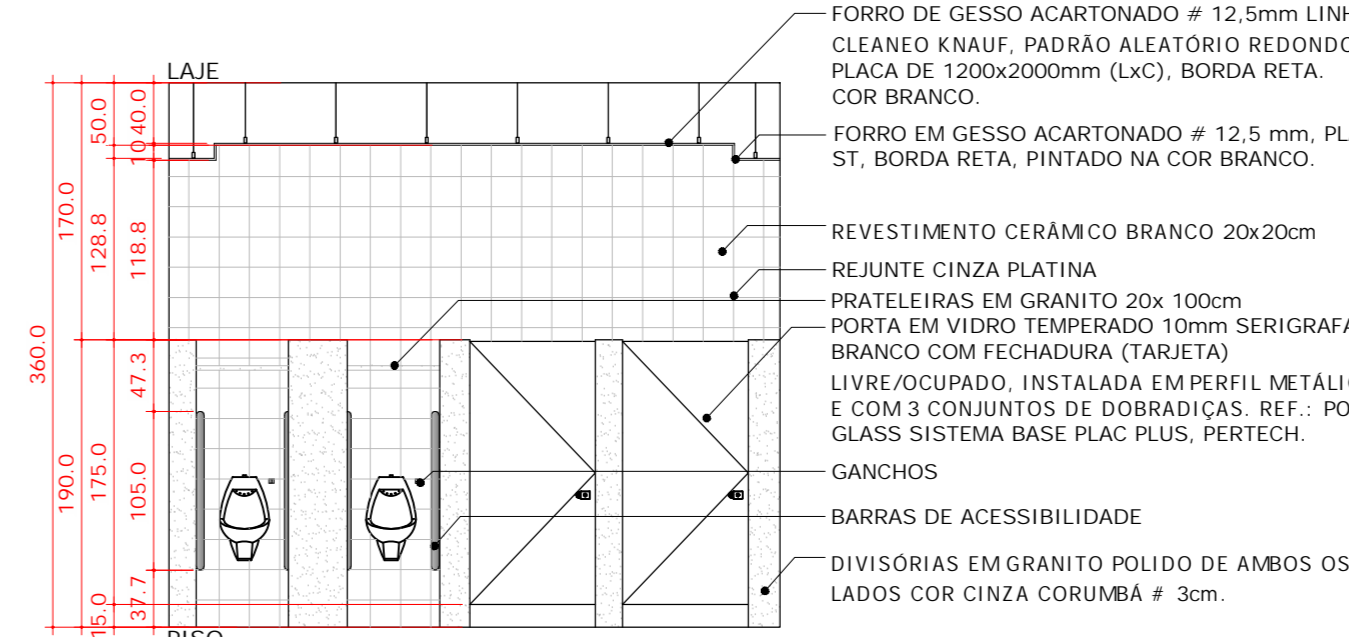 FORRO DE GESSO ACARTONADO # 12,5mm
CLEANEO KNAUF, PADRÃO ALEATÓRIO REDONDO
PLACA DE 1200x2000mm (LxC), BORDA RETA.
COR BRANCO.
FORRO EM GESSO ACARTONADO # 12,5 mm,
ST, BORDA RETA, PINTADO NA COR BRANCO.
REVESTIMENTO CERÂMICO BRANCO 20x20cm
REJUNTE CINZA PLATINA
PRATELEIRAS EM GRANITO 20x 100cm
PORTA EM VIDRO TEMPERADO 10mm
BRANCO COM FECHADURA (TARJETA)
LIVRE/OCUPADO, INSTALADA EM PERFIL
E COM 3 CONJUNTOS DE DOBRADIÇAS. REF.:
GLASS SISTEMA BASE PLAC PLUS, PERTECH.
GANCHOS
BARRAS DE ACESSIBILIDADE
DIVISÓRIAS EM GRANITO POLIDO DE AMBOS OS
LADOS COR CINZA CORUMBÁ # 3cm.
LAJE
360.0
170.0
190.0
50.0
128.8
175.0
15.0
40.0
10
118.8
47.3
105.0
37.7
PISO